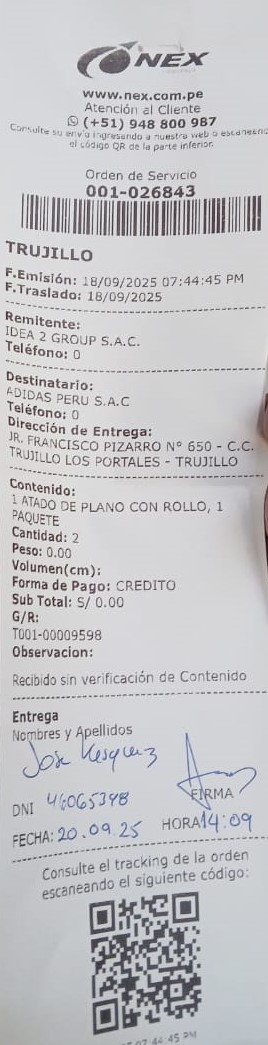 NEX
www.nex.com.pe
Atención al Cliente
(+51) 948 800 987
Consulte su envío ingresando a nuestra web o escaneando
el código QR de la parte inferior.
Orden de Servicio
001-026843
TRUJILLO
F.Emisión: 18/09/2025 07:44:45 PM
F.Traslado: 18/09/2025
Remitente:
IDEA 2 GROUP S.A.C.
Teléfono: 0
Destinatario:
ADIDAS PERU S.A.C
Teléfono: 0
Dirección de Entrega:
JR. FRANCISCO PIZARRO N° 650 - C.C.
TRUJILLO LOS PORTALES - TRUJILLO
Contenido:
1 ATADO DE PLANO CON ROLLO, 1
PAQUETE
Cantidad: 2
Peso: 0.00
Volumen(cm):
Forma de Pago: CREDITO
Sub Total: S/ 0.00
G/R:
T001-00009598
Observacion:
Recibido sin verificación de Contenido
Entrega
Nombres y Apellidos
Jose
DNI 46065398
FIRMA
FECHA: 20.09.25 HORA 14:09
Consulte el tracking de la orden
escaneando el siguiente código:
07:44:45 PM